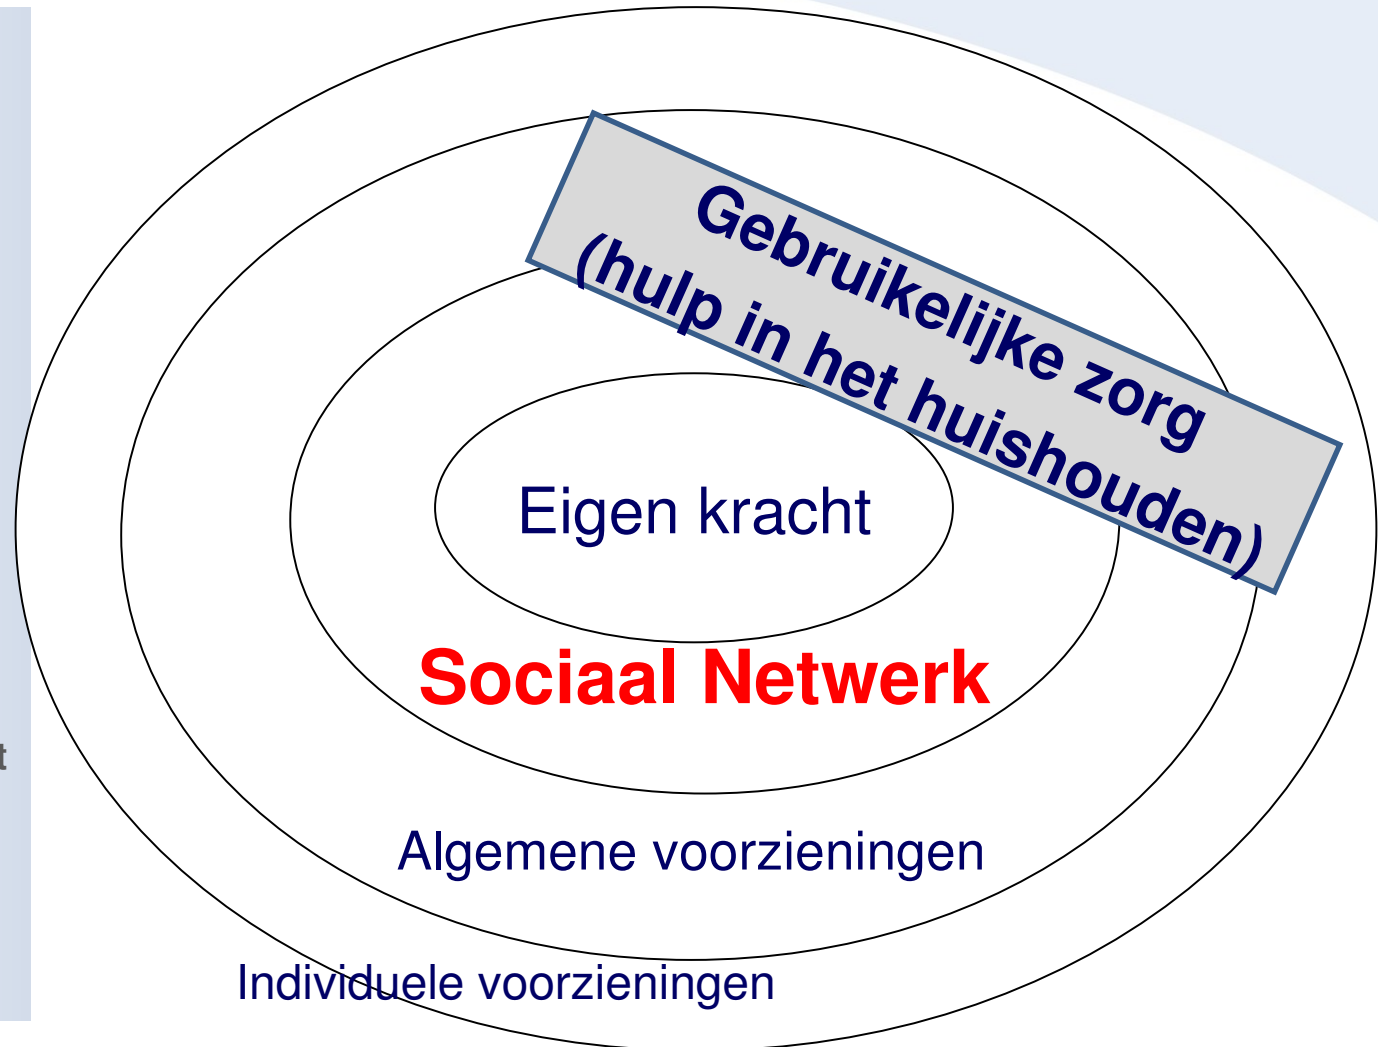 Gebruikelijke zorg
(hulp in het huishouden)
Eigen kracht
Sociaal Netwerk
t
Algemene voorzieningen
Individuele voorzieningen